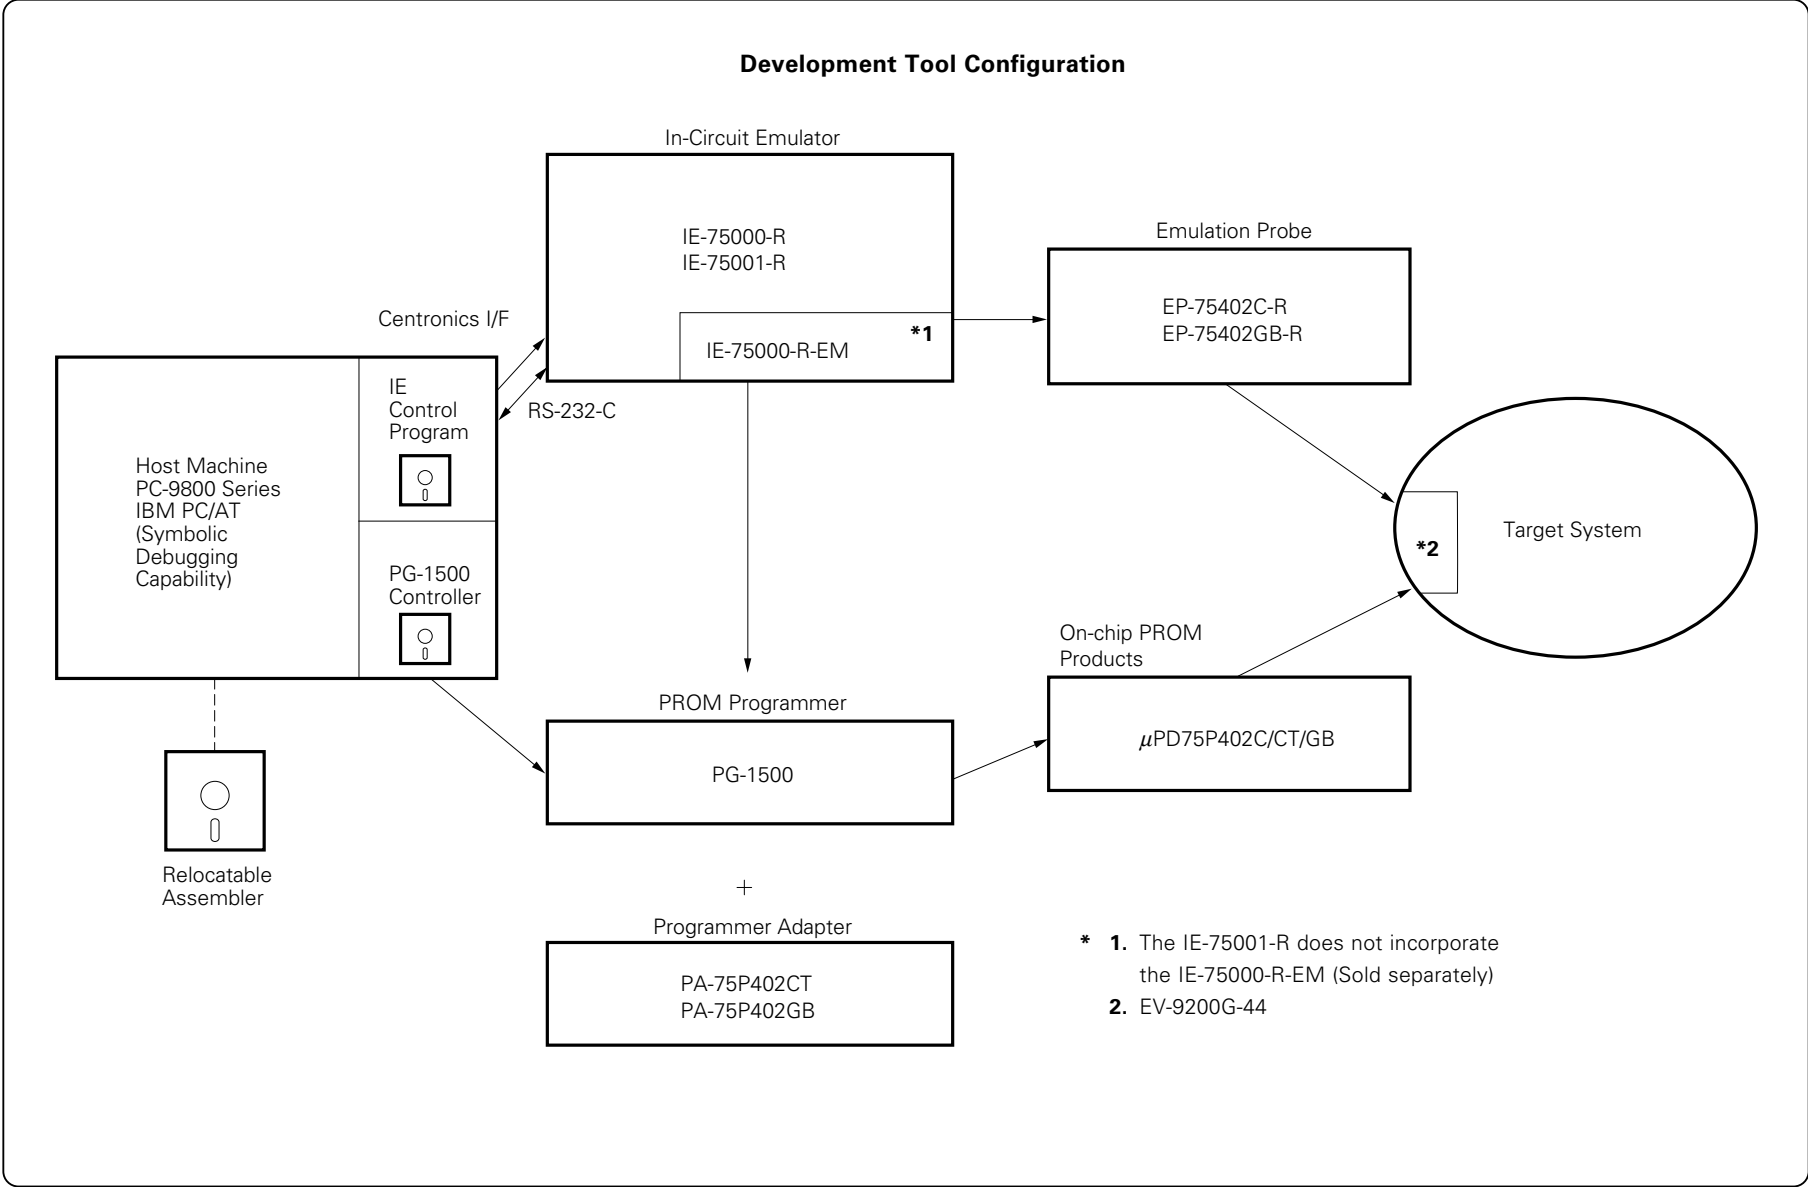 Development Tool Configuration
In-Circuit Emulator
IE-75000-R
IE-75001-R
*1
IE-75000-R-EM
Emulation Probe
EP-75402C-R
EP-75402GB-R
Centronics I/F
RS-232-C
IE
Control
Program
Host Machine
PC-9800 Series
IBM PC/AT
(Symbolic
Debugging
Capability)
PG-1500
Controller
Target System
*2
On-chip PROM
Products
μPD75P402C/CT/GB
PROM Programmer
PG-1500
Relocatable
Assembler
+
Programmer Adapter
PA-75P402CT
PA-75P402GB
* 1. The IE-75001-R does not incorporate
the IE-75000-R-EM (Sold separately)
2. EV-9200G-44